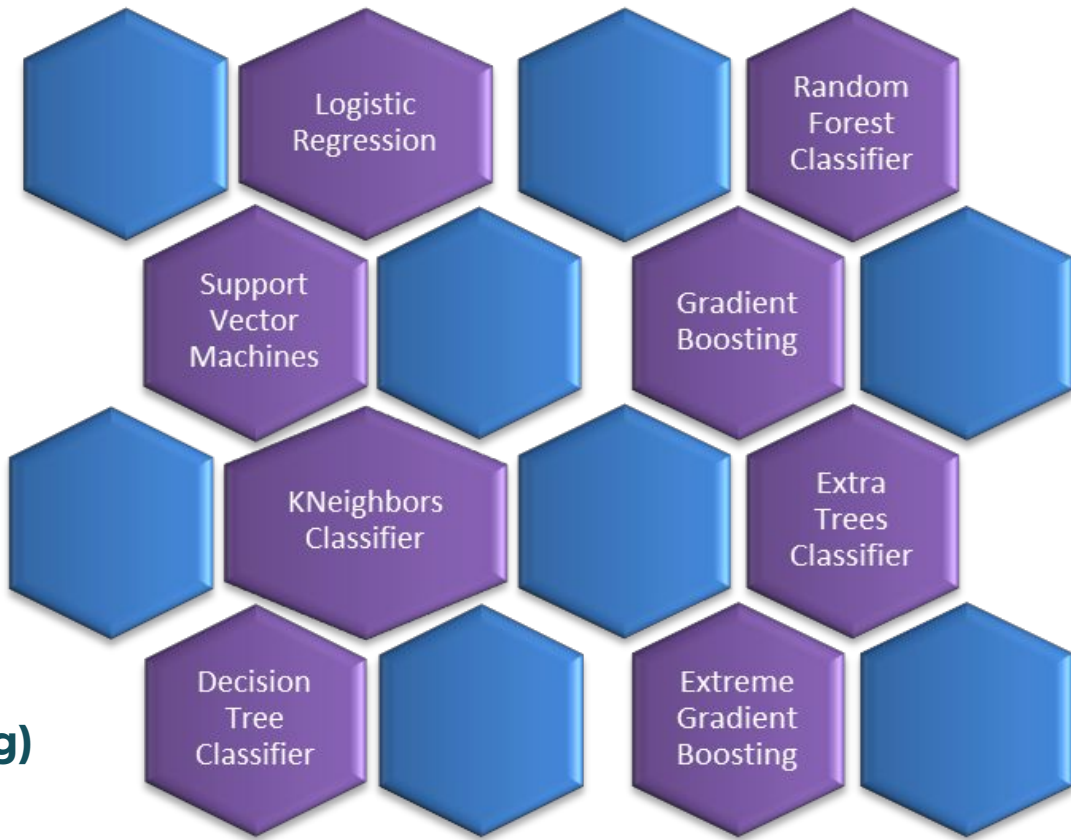 Logistic
Regression
Random
Forest
Classifier
Support
Vector
Machines
Gradient
Boosting
KNeighbors
Classifier
Extra
Trees
Classifier
Decision
Tree
Classifier
Extreme
Gradient
Boosting
g)